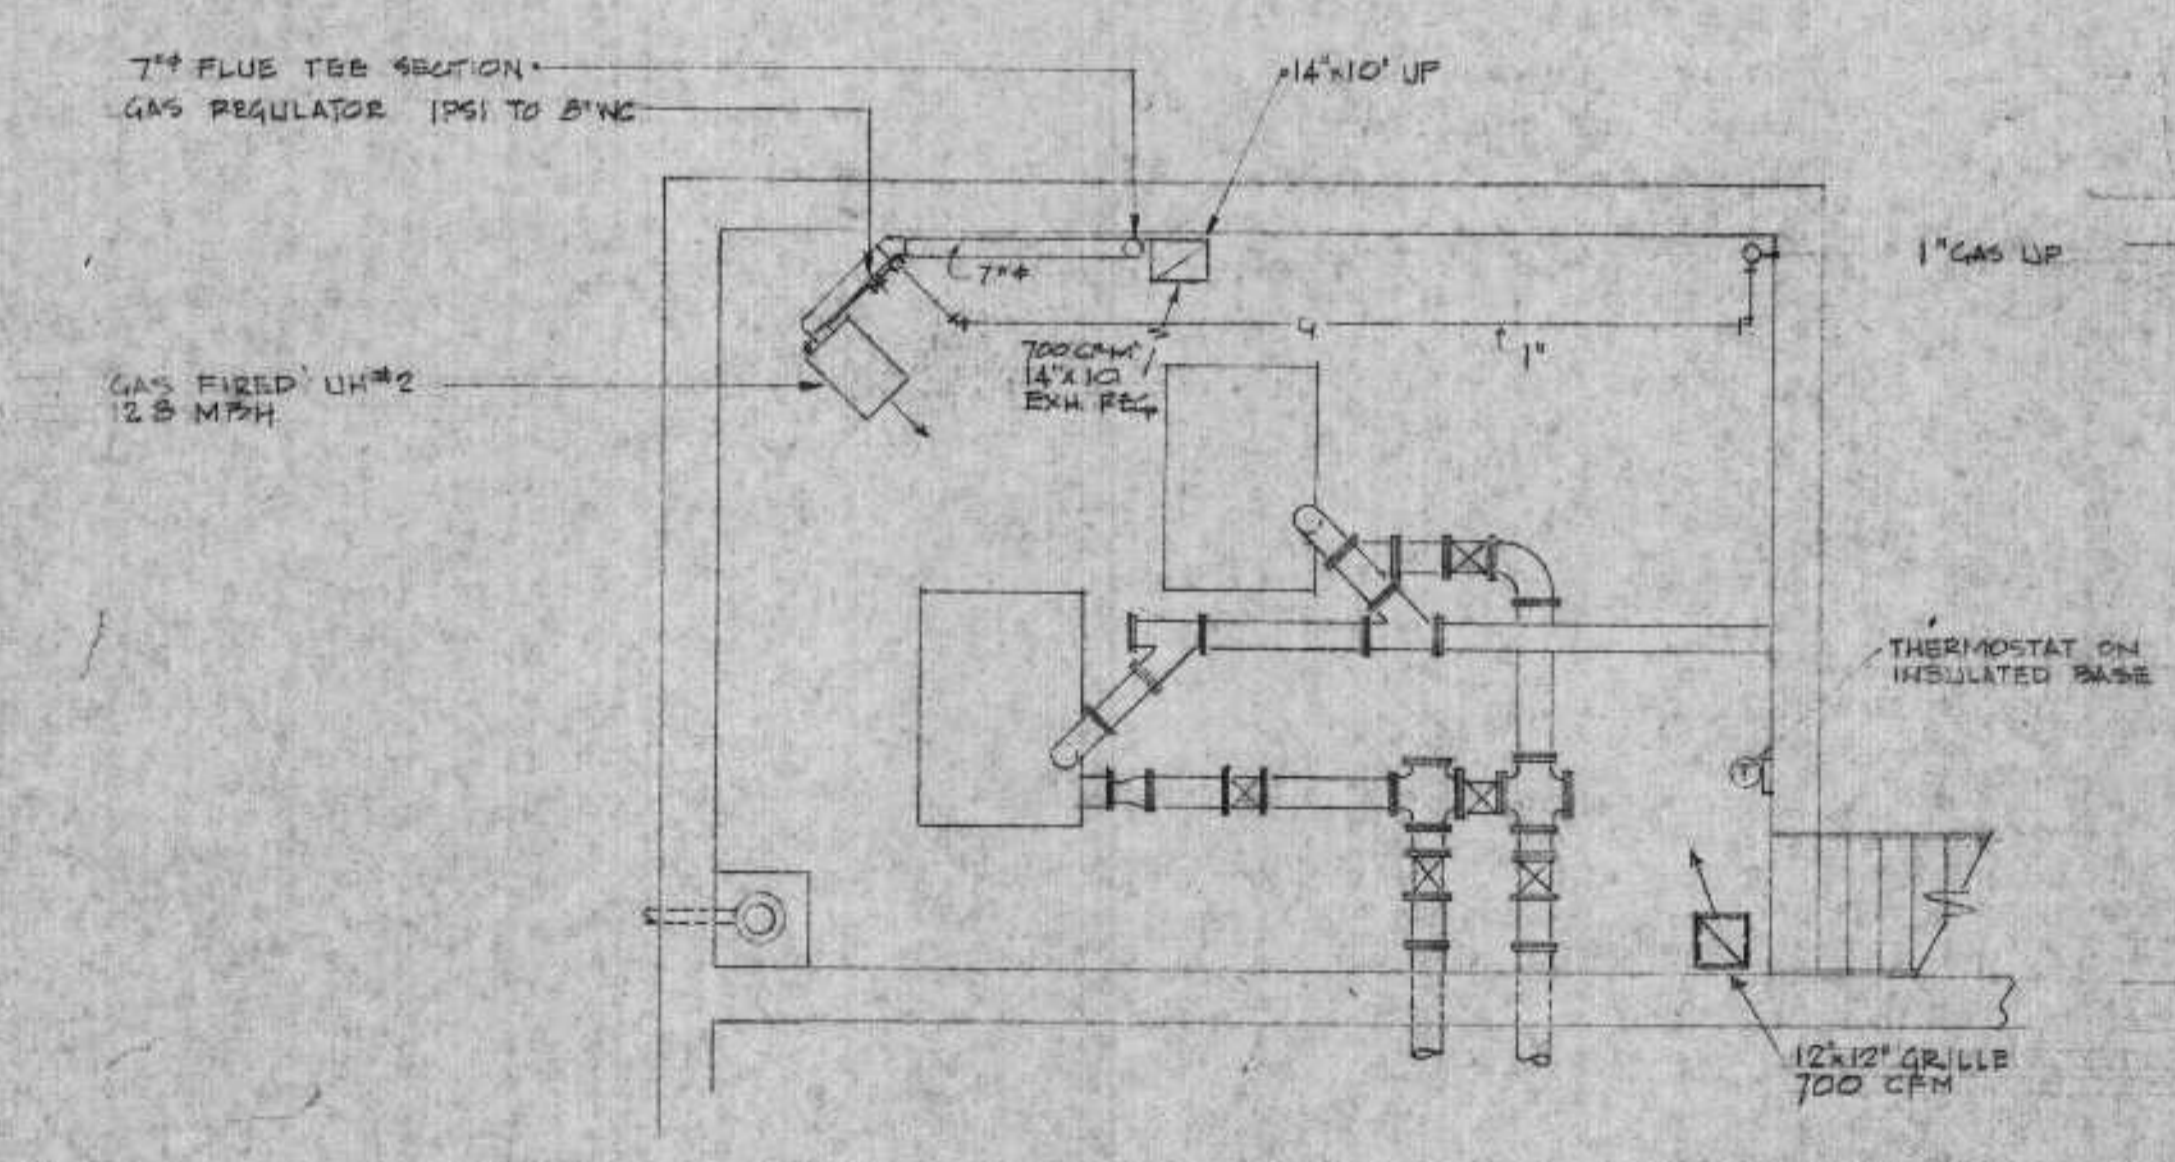 7"ϕ FLUE TEE SECTION
GAS REGULATOR 1PSI TO 8"WC
14"x10" UP
7"ϕ
1" GAS UP
G
1"
700 CFM
14"x10
EXH. REG.
GAS FIRED UH#2
128 MBH
THERMOSTAT ON
INSULATED BASE
T
12"x12" GRILLE
700 CFM